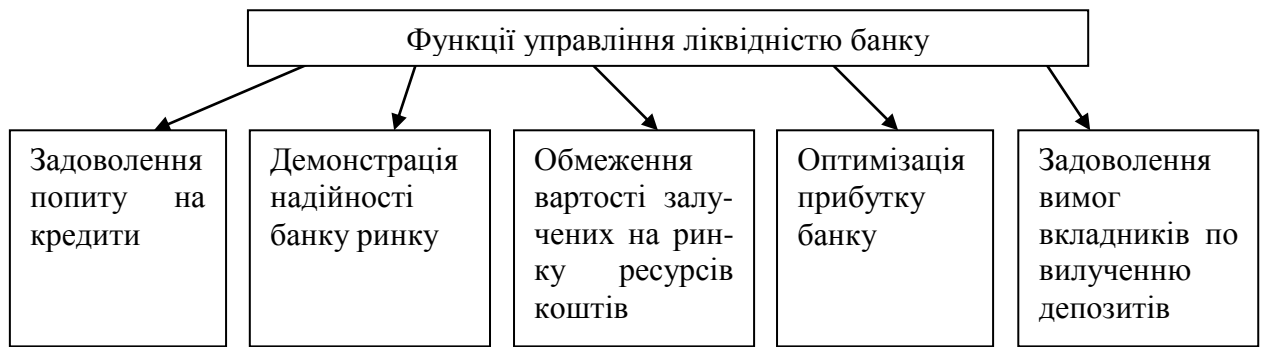 Функції управління ліквідністю банку
Задоволення
попиту на
кредити
Демонстрація
надійності
банку ринку
Обмеження
вартості залу-
чених на рин-
ку ресурсів
коштів
Оптимізація
прибутку
банку
Задоволення
вимог
вкладників по
вилученню
депозитів